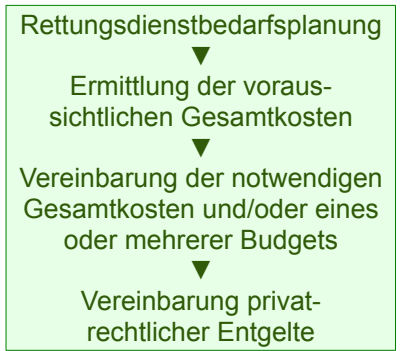 Rettungsdienstbedarfsplanung
▼
Ermittlung der voraus-
sichtlichen Gesamtkosten
▼
Vereinbarung der notwendigen
Gesamtkosten und/oder eines
oder mehrerer Budgets
▼
Vereinbarung privat-
rechtlicher Entgelte